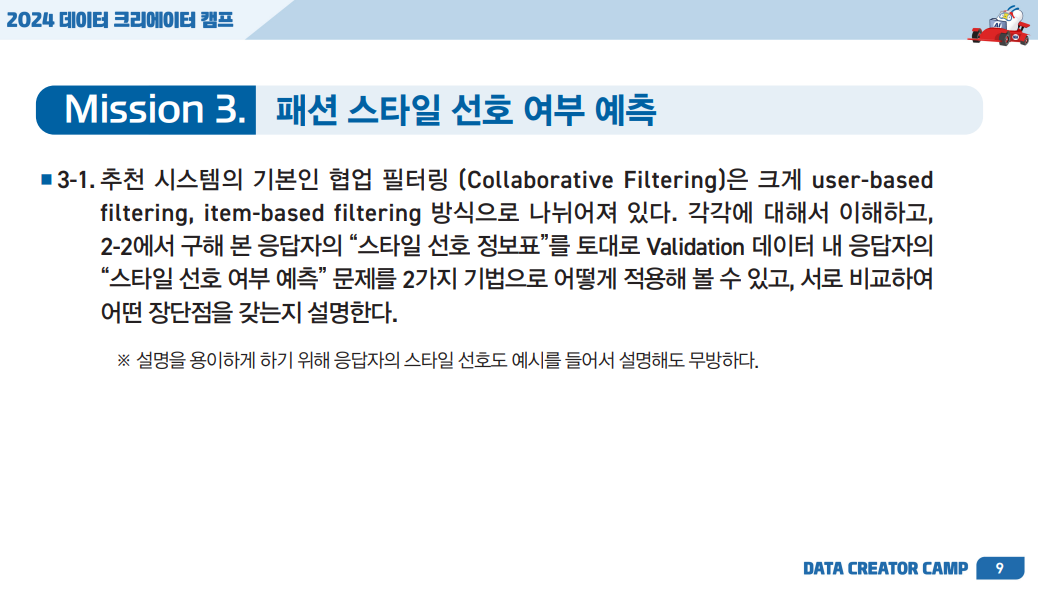 2024 데이터 크리에이터 캠프
AI
Mission 3. 패션 스타일 선호 여부 예측
■ 3-1. 추천 시스템의 기본인 협업 필터링 (Collaborative Filtering)은 크게 user-based
filtering, item-based filtering 방식으로 나뉘어져 있다. 각각에 대해서 이해하고,
2-2에서 구해 본 응답자의 “스타일 선호 정보표”를 토대로 Validation 데이터 내 응답자의
“스타일 선호 여부 예측” 문제를 2가지 기법으로 어떻게 적용해 볼 수 있고, 서로 비교하여
어떤 장단점을 갖는지 설명한다.
※ 설명을 용이하게 하기 위해 응답자의 스타일 선호도 예시를 들어서 설명해도 무방하다.
DATA CREATOR CAMP 9